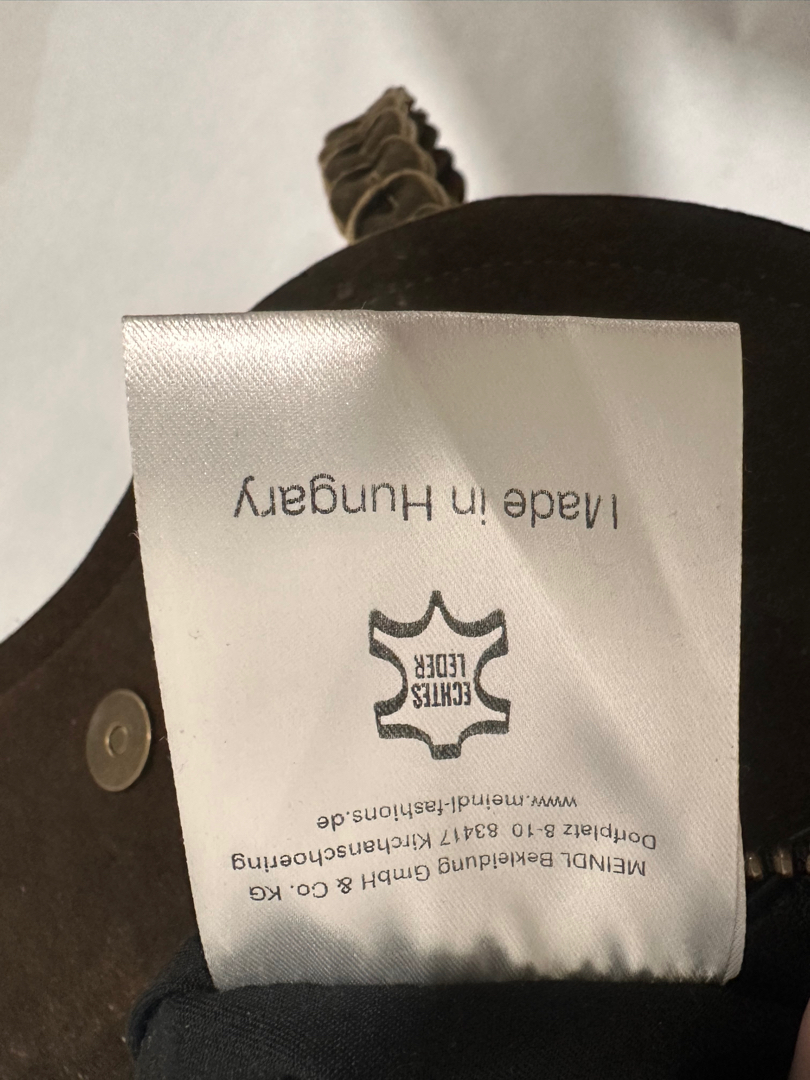 MEINDL Bekleidung GmbH & Co. KG
Dorfplatz 8-10 83417 Kirchanschoering
www.meindl-fashions.de
ECHTES
LEDER
Made in Hungary